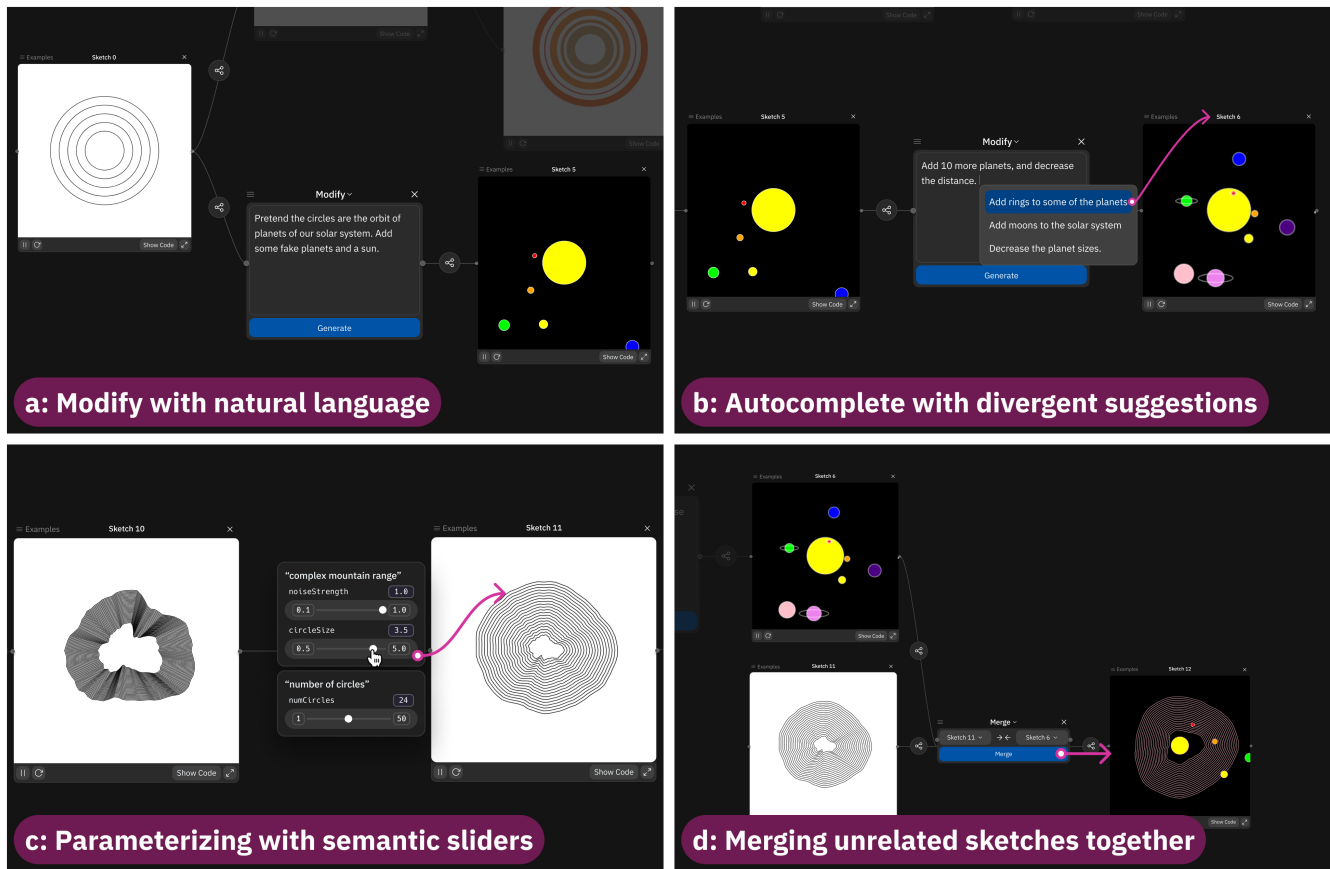 Show Code
Show Code
Examples
Sketch 0
Show Code
Modify
Pretend the circles are the orbit of
planets of our solar system. Add
some fake planets and a sun.
Generate
Examples
Sketch 5
Show Code
a: Modify with natural language
Show Code
Show Code
Examples
Sketch 5
Show Code
Modify
Add 10 more planets, and decrease
the distance.
Add rings to some of the planets
Add moons to the solar system
Decrease the planet sizes.
Generate
Examples
Sketch 6
Show Code
b: Autocomplete with divergent suggestions
Examples
Sketch 10
Show Code
“complex mountain range”
noiseStrength 1.0
0.1 1.0
circleSize 3.5
0.5 5.0
“number of circles”
numCircles 24
1 50
Examples
Sketch 11
Show Code
c: Parameterizing with semantic sliders
se
Examples
Sketch 6
Show Code
Examples
Sketch 11
Merge
Sketch 11 Sketch 6
Merge
Examples
Sketch 12
Show Code
d: Merging unrelated sketches together